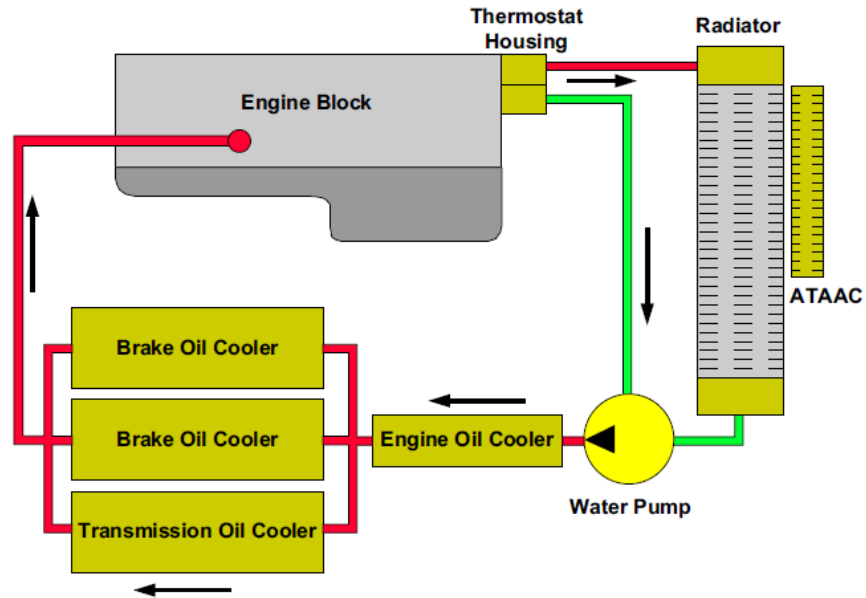 Thermostat
Housing
Radiator
Engine Block
ATAAC
Brake Oil Cooler
Brake Oil Cooler
Engine Oil Cooler
Water Pump
Transmission Oil Cooler